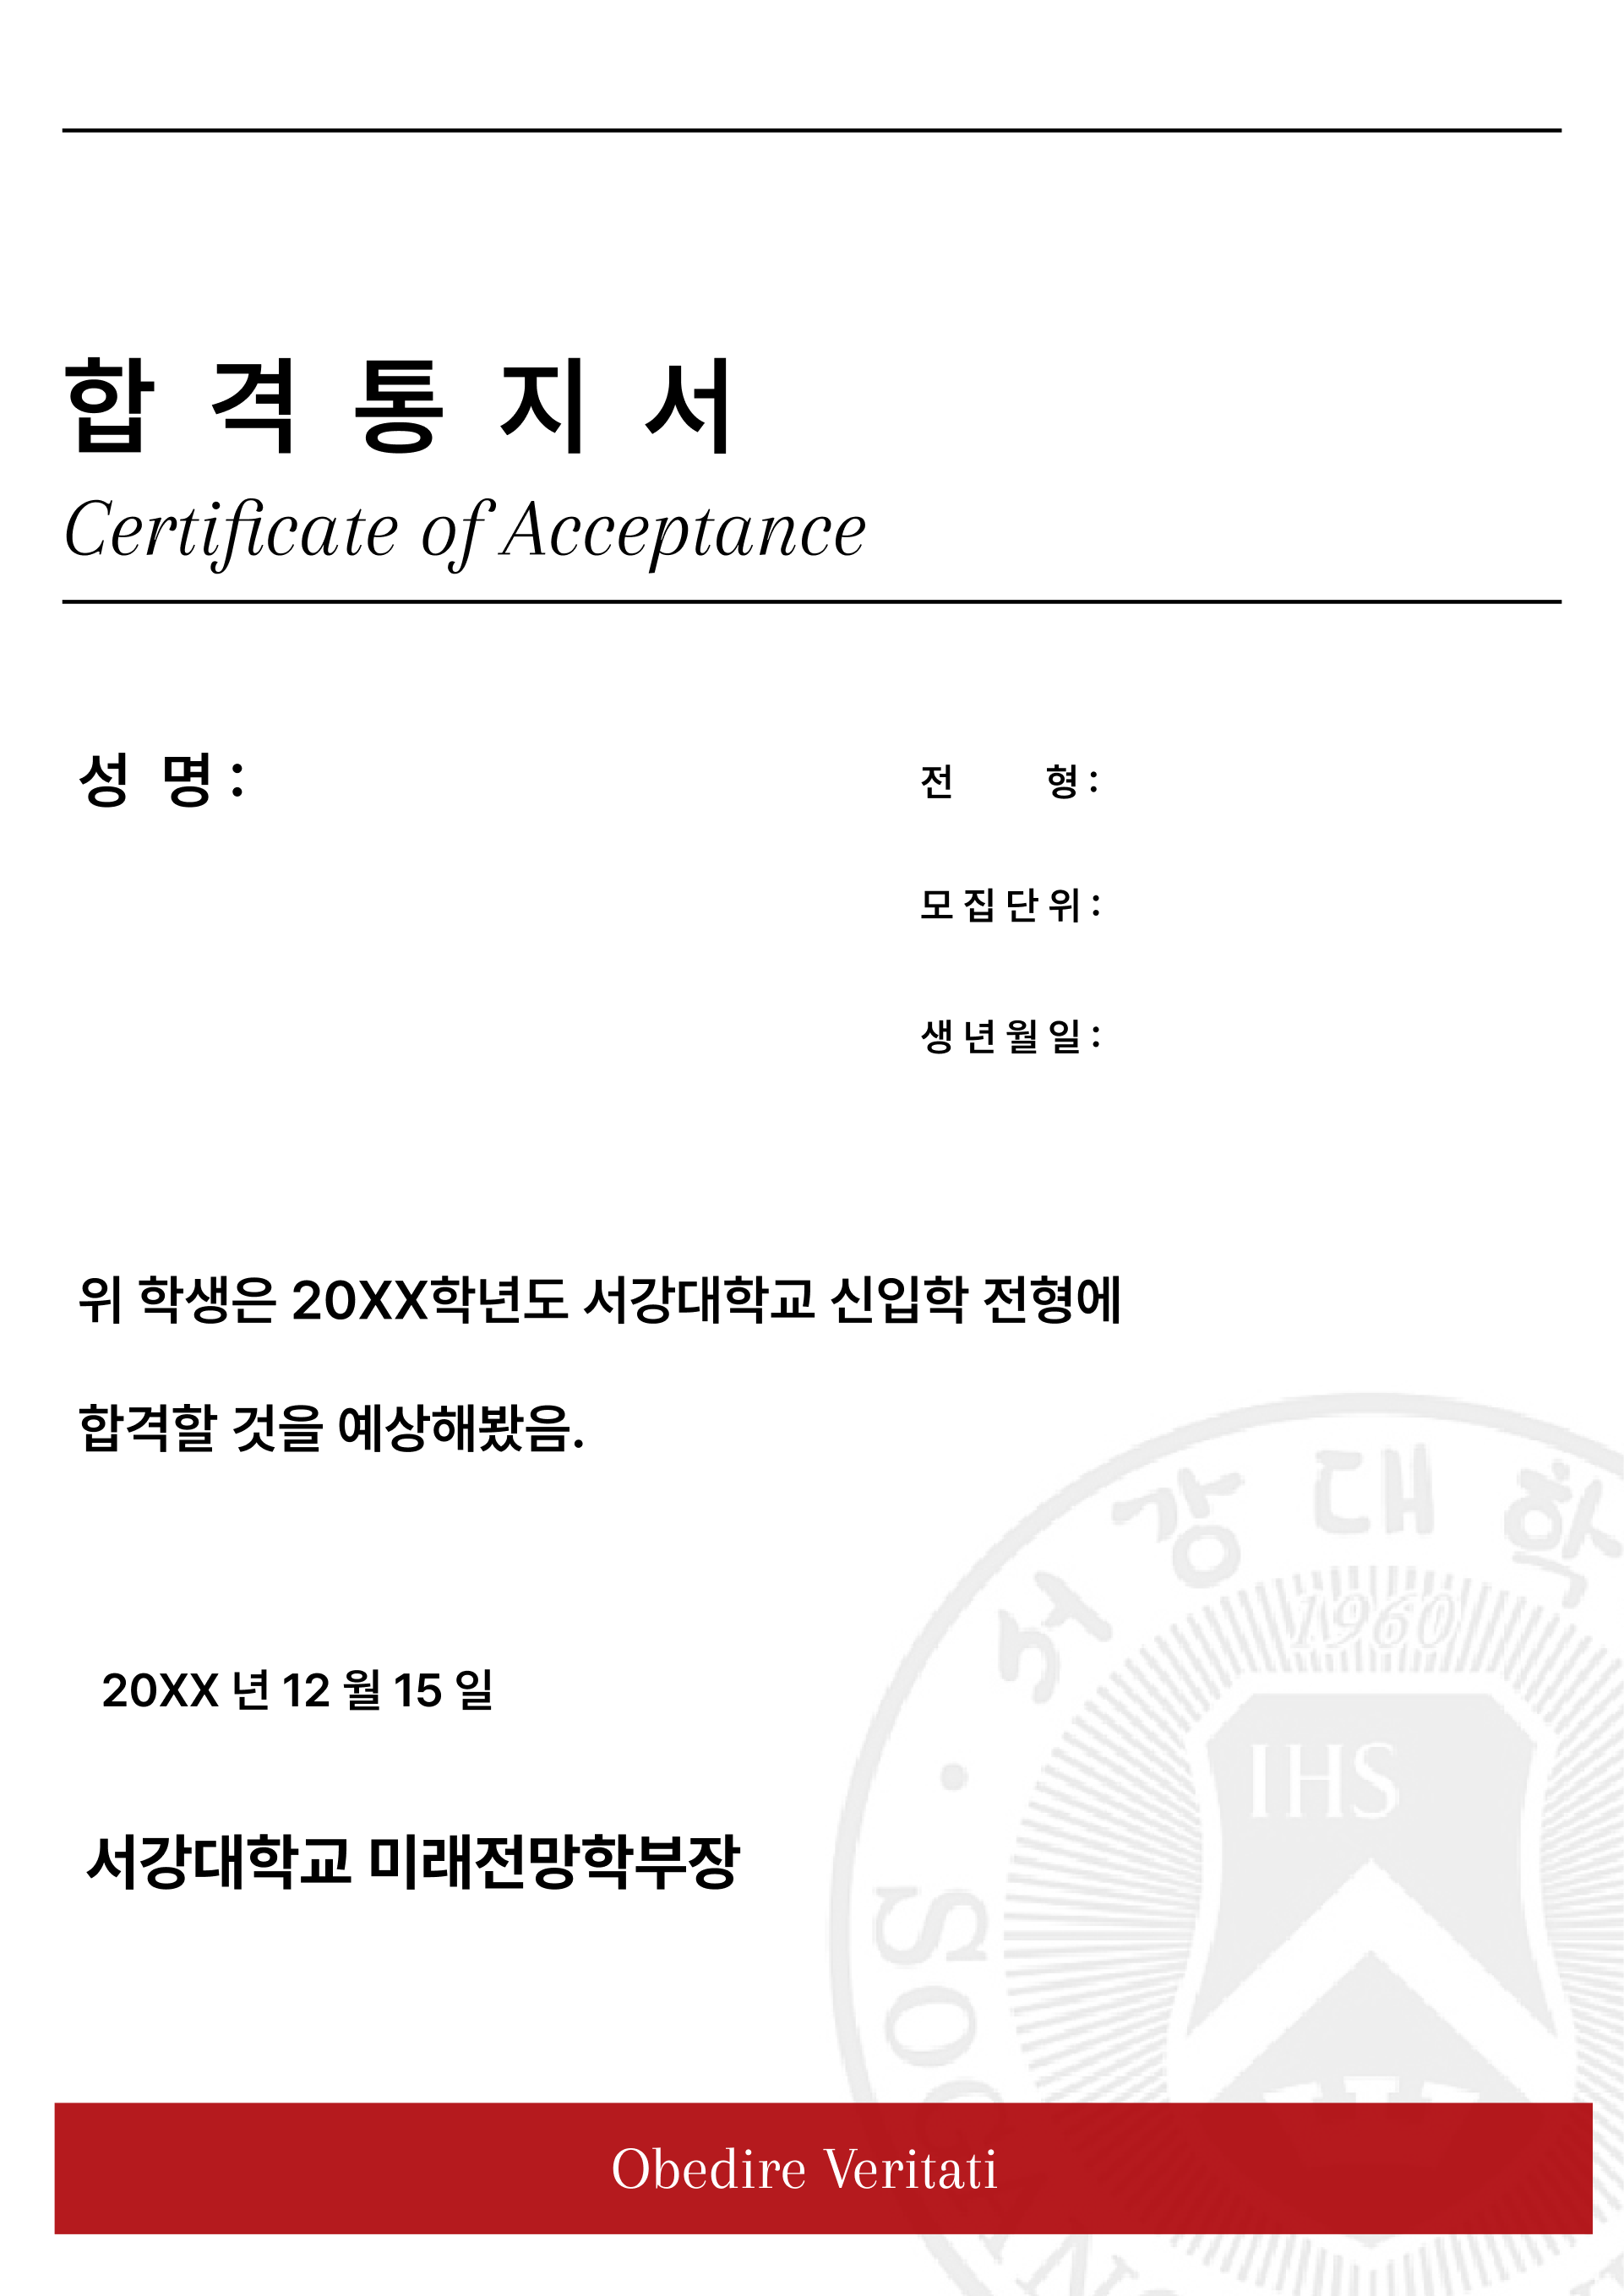 합 격 통 지 서
Certificate of Acceptance
성 명 :
전 형 :
모 집 단 위 :
생 년 월 일 :
위 학생은 20XX학년도 서강대학교 신입학 전형에
합격할 것을 예상해봤음.
20XX 년 12 월 15 일
서강대학교 미래전망학부장
서 강 대 학
1960
IHS
Obedire Veritati